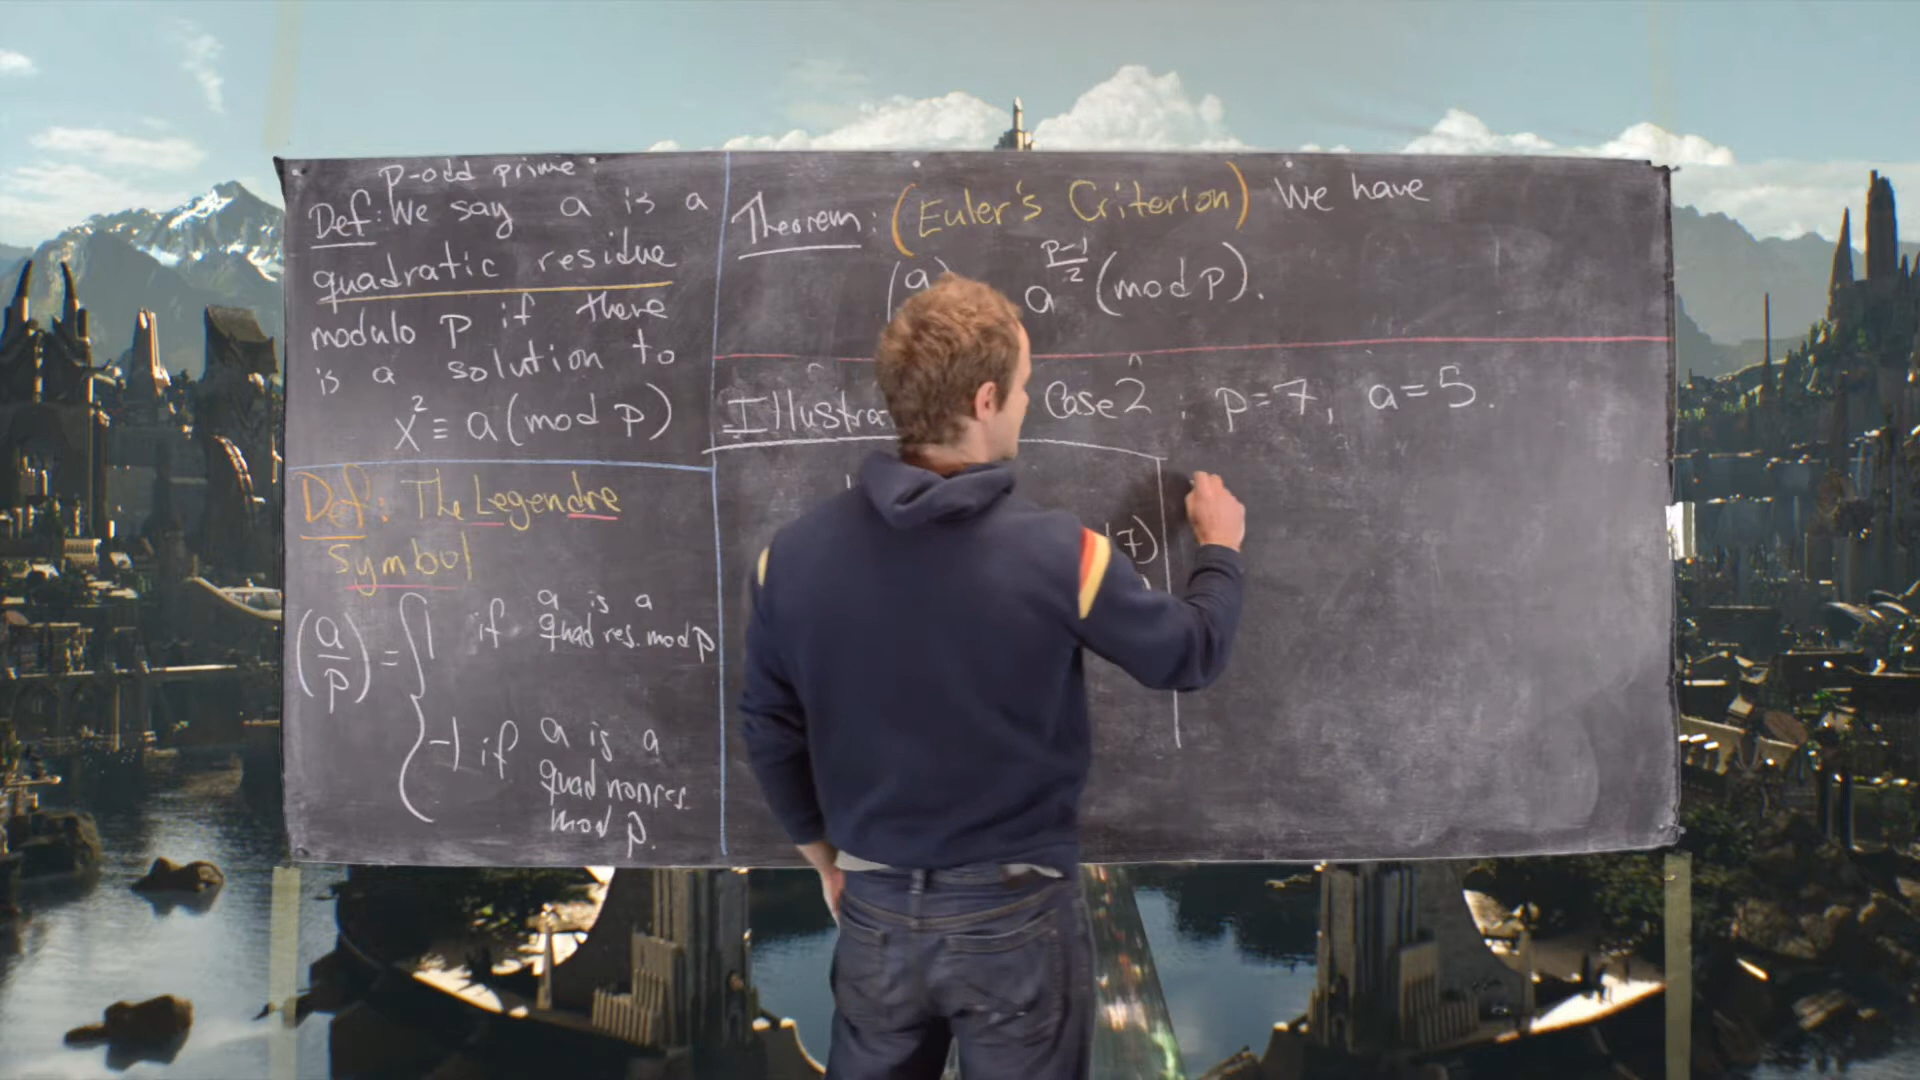 p-odd prime
Def: We say a is a
quadratic residue
modulo p if there
is a solution to
x² ≡ a (mod p)
Def: The Legendre
symbol
(a/p) = { 1 if a is a quad res. mod p
-1 if a is a quad nonres. mod p.
Theorem: (Euler's Criterion) We have
(a a^((p-1)/2) (mod p).
Case 2: p=7, a=5.
7)